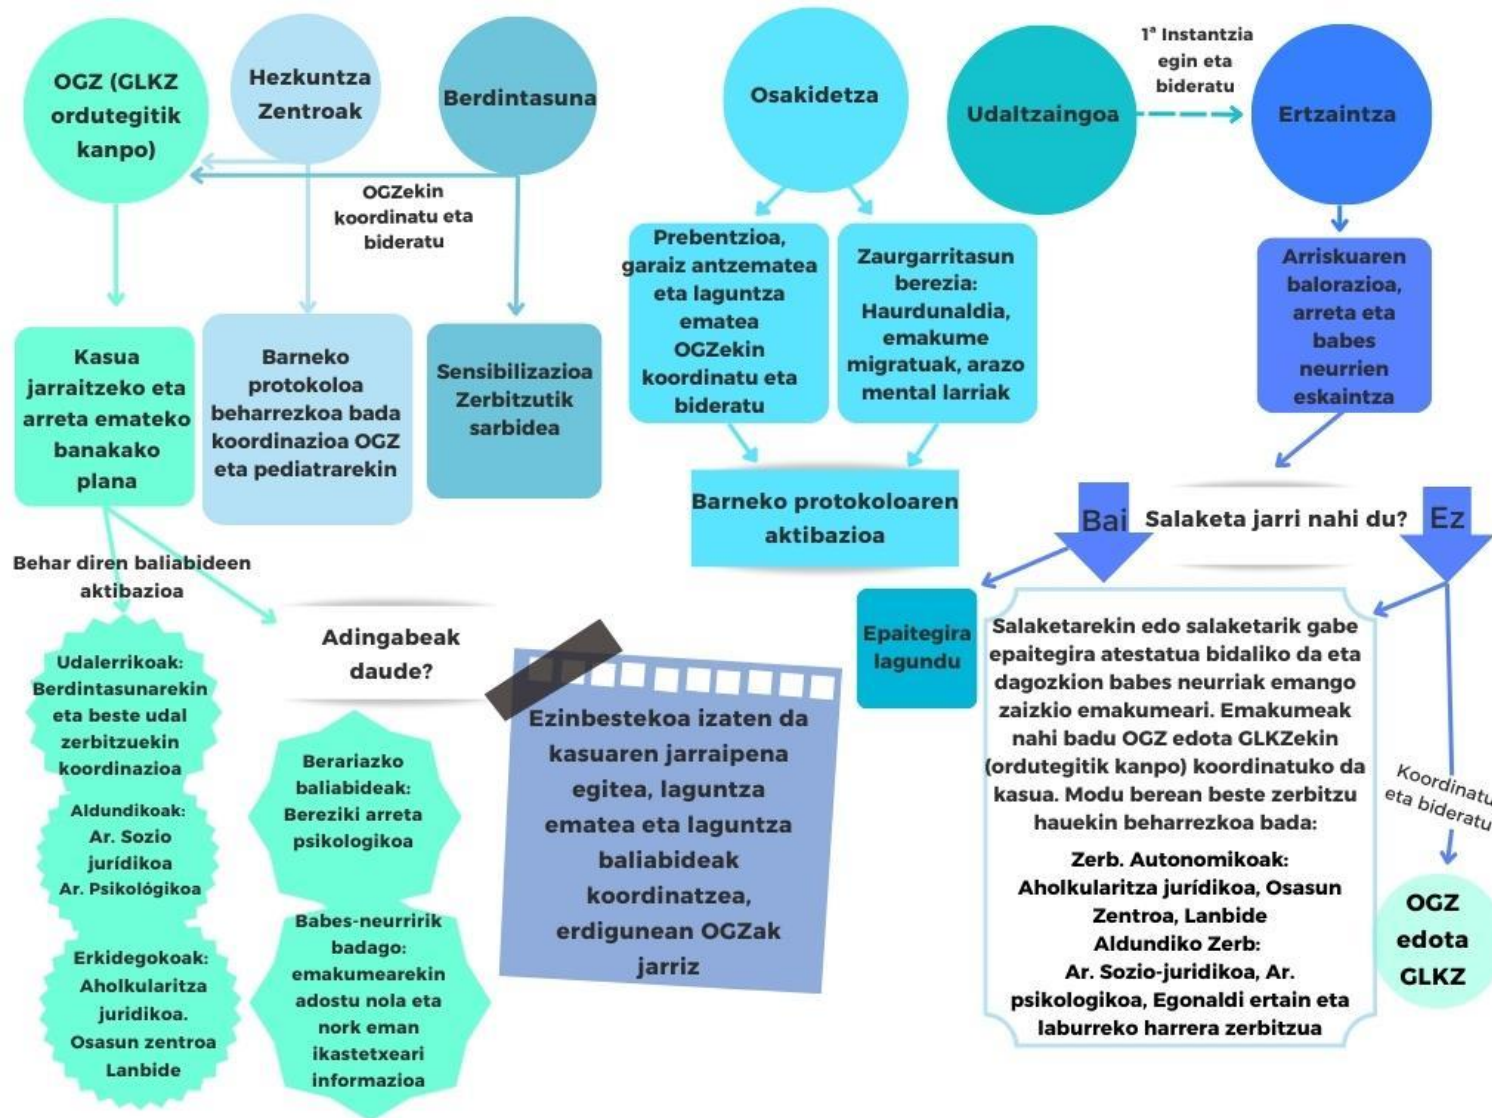 OGZ (GLKZ
ordutegitik
kanpo)
Hezkuntza
Zentroak
Berdintasuna
Osakidetza
Udaltzaingoa
1ª Instantzia
egin eta
bideratu
Ertzaintza
OGZekin
koordinatu eta
bideratu
Kasua
jarraitzeko eta
arreta emateko
banakako
plana
Barneko
protokoloa
beharrezkoa bada
koordinazioa OGZ
eta pediatrarekin
Sensibilizazioa
Zerbitzutik
sarbidea
Prebentzioa,
garaiz antzematea
eta laguntza
ematea
OGZekin
koordinatu eta
bideratu
Zaurgarritasun
berezia:
Haurdunaldia,
emakume
migratuak, arazo
mental larriak
Arriskuaren
balorazioa,
arreta eta
babes
neurrien
eskaintza
Barneko protokoloaren
aktibazioa
Bai
Salaketa jarri nahi du?
Ez
Behar diren baliabideen
aktibazioa
Udalerrikoak:
Berdintasunarekin
eta beste udal
zerbitzuekin
koordinazioa
Aldundikoak:
Ar. Sozio
jurídikoa
Ar. Psikológikoa
Erkidegokoak:
Aholkularitza
juridikoa.
Osasun zentroa
Lanbide
Adingabeak
daude?
Berariazko
baliabideak:
Bereziki arreta
psikologikoa
Babes-neurririk
badago:
emakumearekin
adostu nola eta
nork eman
ikastetxeari
informazioa
Ezinbestekoa izaten da
kasuaren jarraipena
egitea, laguntza
ematea eta laguntza
baliabideak
koordinatzea,
erdigunean OGZak
jarriz
Epaitegira
lagundu
Salaketarekin edo salaketarik gabe
epaitegira atestatua bidaliko da eta
dagozkion babes neurriak emango
zaizkio emakumeari. Emakumeak
nahi badu OGZ edota GLKZekin
(ordutegitik kanpo) koordinatuko da
kasua. Modu berean beste zerbitzu
hauekin beharrezkoa bada:
Zerb. Autonomikoak:
Aholkularitza jurídikoa, Osasun
Zentroa, Lanbide
Aldundiko Zerb:
Ar. Sozio-juridikoa, Ar.
psikologikoa, Egonaldi ertain eta
laburreko harrera zerbitzua
Koordinatu
eta bideratu
OGZ
edota
GLKZ